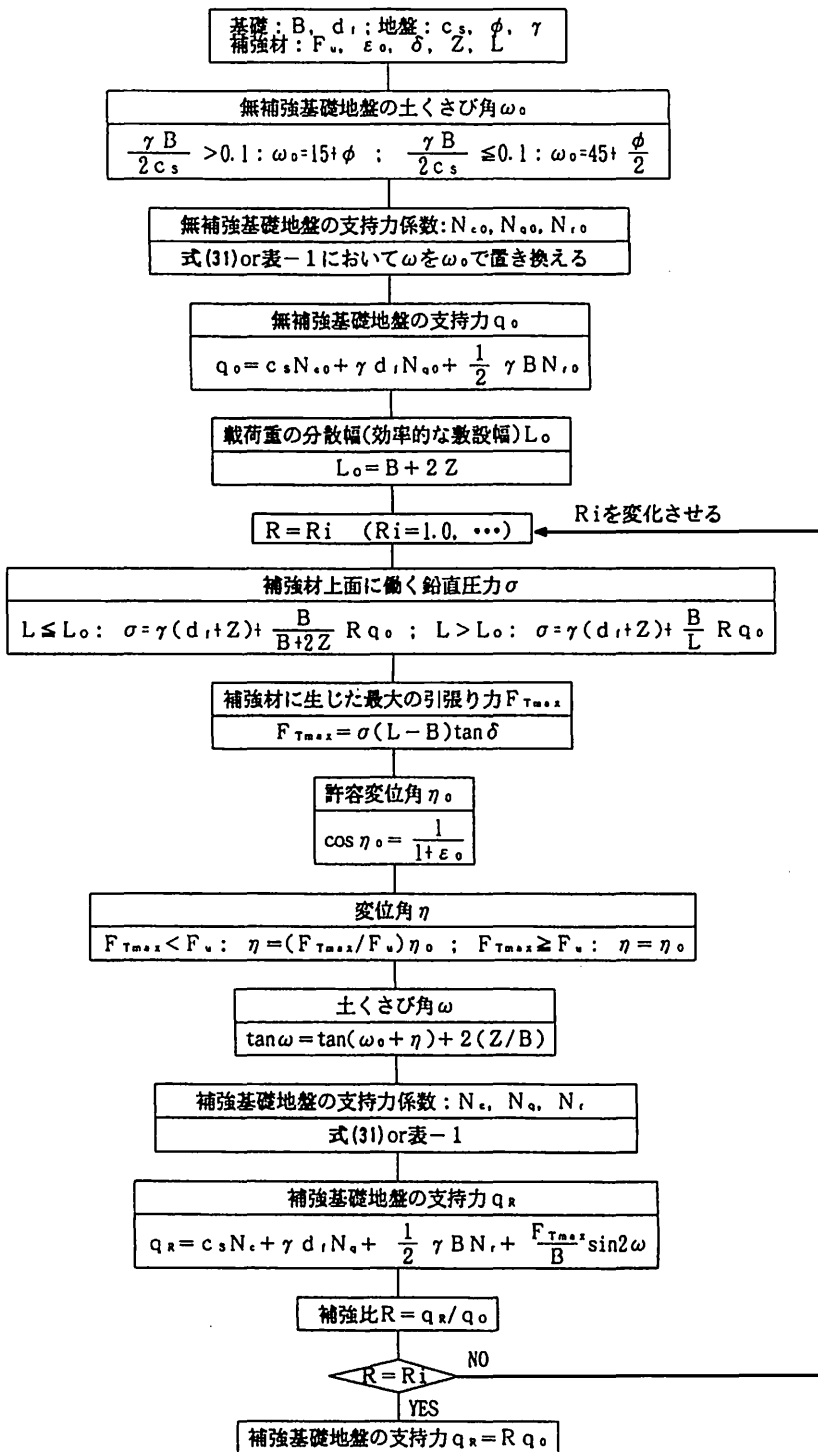 基礎：B, d_f ; 地盤：c_s, φ, γ
補強材：F_u, ε_0, δ, Z, L
無補強基礎地盤の土くさび角ω_0
γB/2c_s >0.1：ω_0=15+φ ； γB/2c_s ≦0.1：ω_0=45+φ/2
無補強基礎地盤の支持力係数：N_c0, N_q0, N_r0
式(31)or表－1においてωをω_0で置き換える
無補強基礎地盤の支持力q_0
q_0=c_sN_c0+γd_fN_q0+1/2 γBN_r0
載荷重の分散幅(効率的な敷設幅)L_0
L_0=B+2Z
Riを変化させる
R=Ri (Ri=1.0, …)
補強材上面に働く鉛直圧力σ
L≦L_0： σ=γ(d_f+Z)+B/B+2Z Rq_0 ； L>L_0： σ=γ(d_f+Z)+B/L Rq_0
補強材に生じた最大の引張り力F_Tmax
F_Tmax=σ(L-B)tanδ
許容変位角η_0
cosη_0=1/1+ε_0
変位角η
F_Tmax<F_u： η=(F_Tmax/F_u)η_0 ； F_Tmax≧F_u： η=η_0
土くさび角ω
tanω=tan(ω_0+η)+2(Z/B)
補強基礎地盤の支持力係数：N_c, N_q, N_r
式(31)or表－1
補強基礎地盤の支持力q_R
q_R=c_sN_c+γd_fN_q+ 1/2 γBN_r+F_Tmax/B sin2ω
補強比R=q_R/q_0
R=Ri
NO
YES
補強基礎地盤の支持力q_R=Rq_0